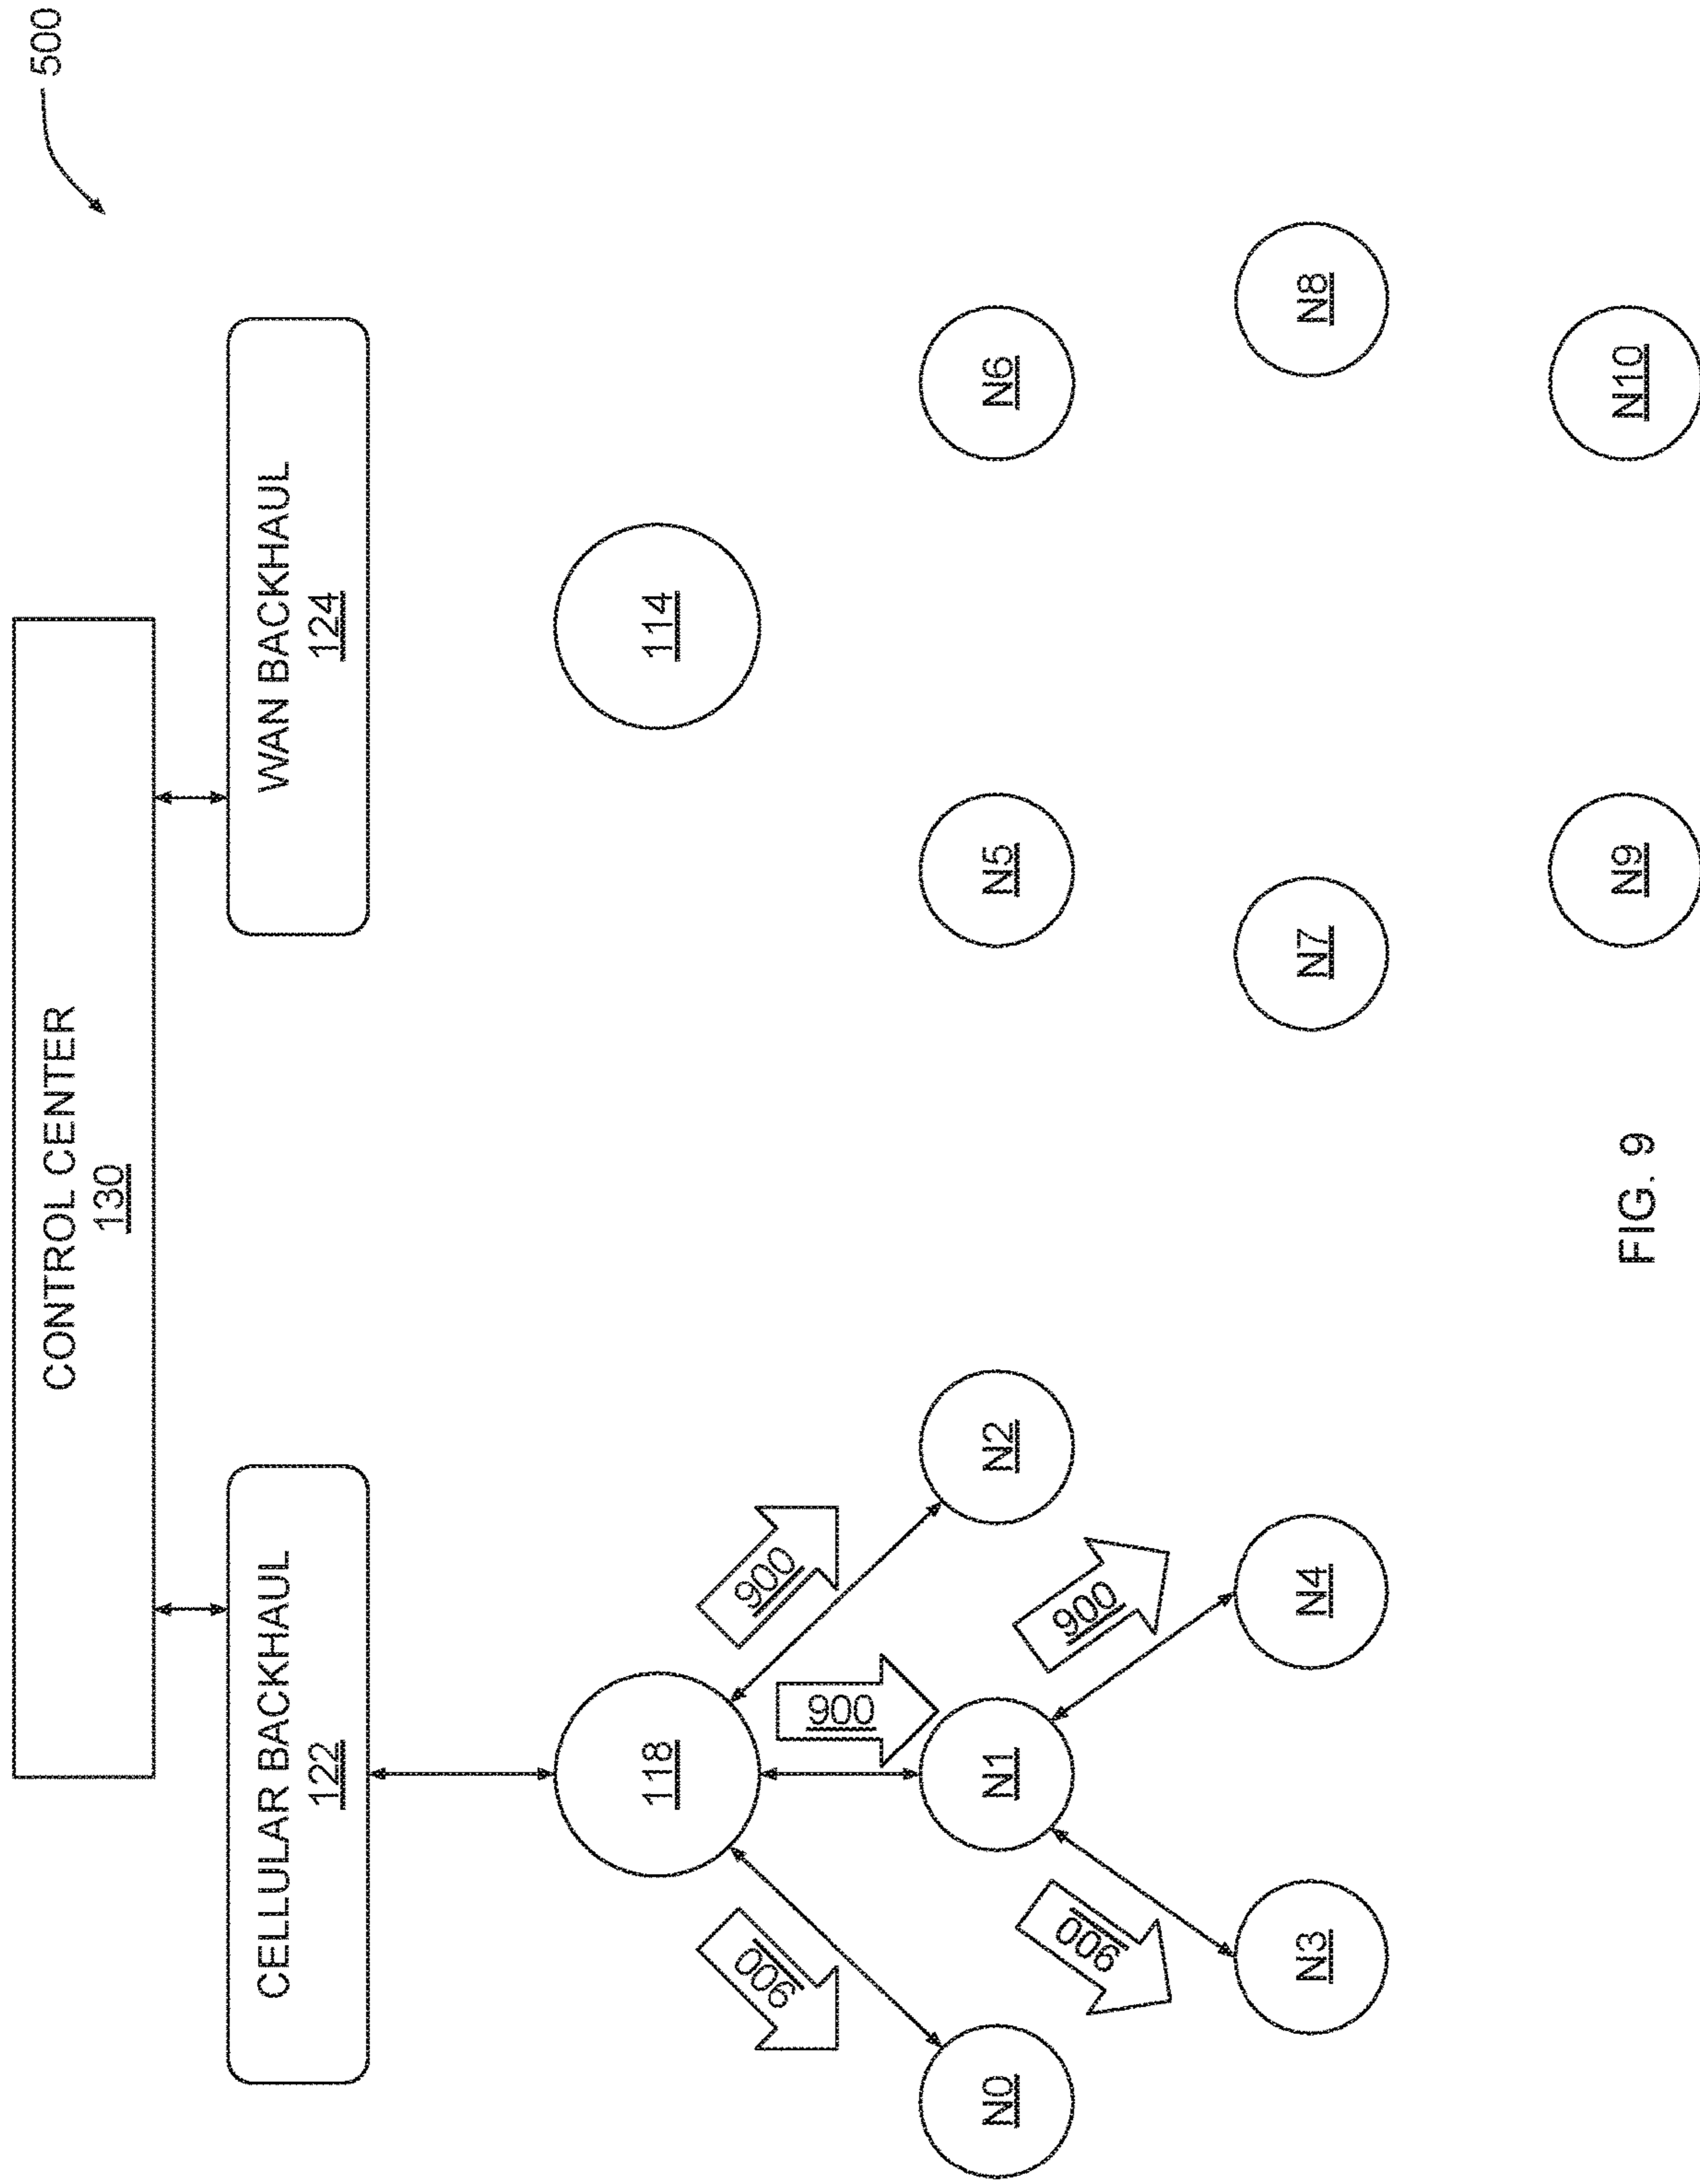 500
CONTROL CENTER
130
CELLULAR BACKHAUL
122
WAN BACKHAUL
124
118
114
900
900
900
N0
N1
N2
N5
N6
900
900
N3
N4
N7
N8
N9
N10
FIG. 9